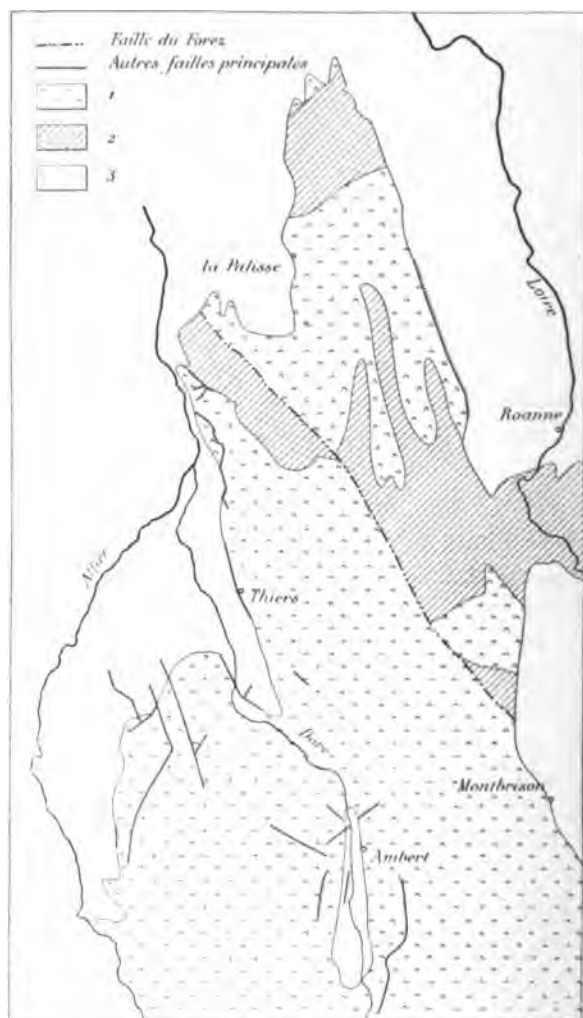 Faille du Forez
Autres failles principales
1
2
3
la Palisse
Loire
Roanne
Allier
Thiers
Dore
Montbrison
Ambert